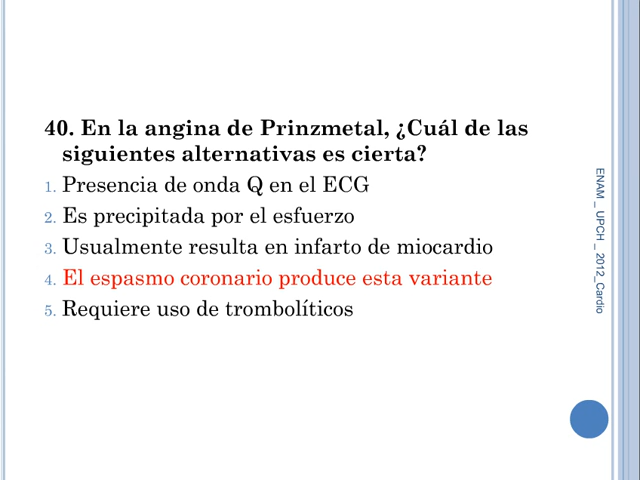 40. En la angina de Prinzmetal, ¿Cuál de las
siguientes alternativas es cierta?
1. Presencia de onda Q en el ECG
2. Es precipitada por el esfuerzo
3. Usualmente resulta en infarto de miocardio
4. El espasmo coronario produce esta variante
5. Requiere uso de trombolíticos
ENAM _ UPCH _ 2012_Cardio